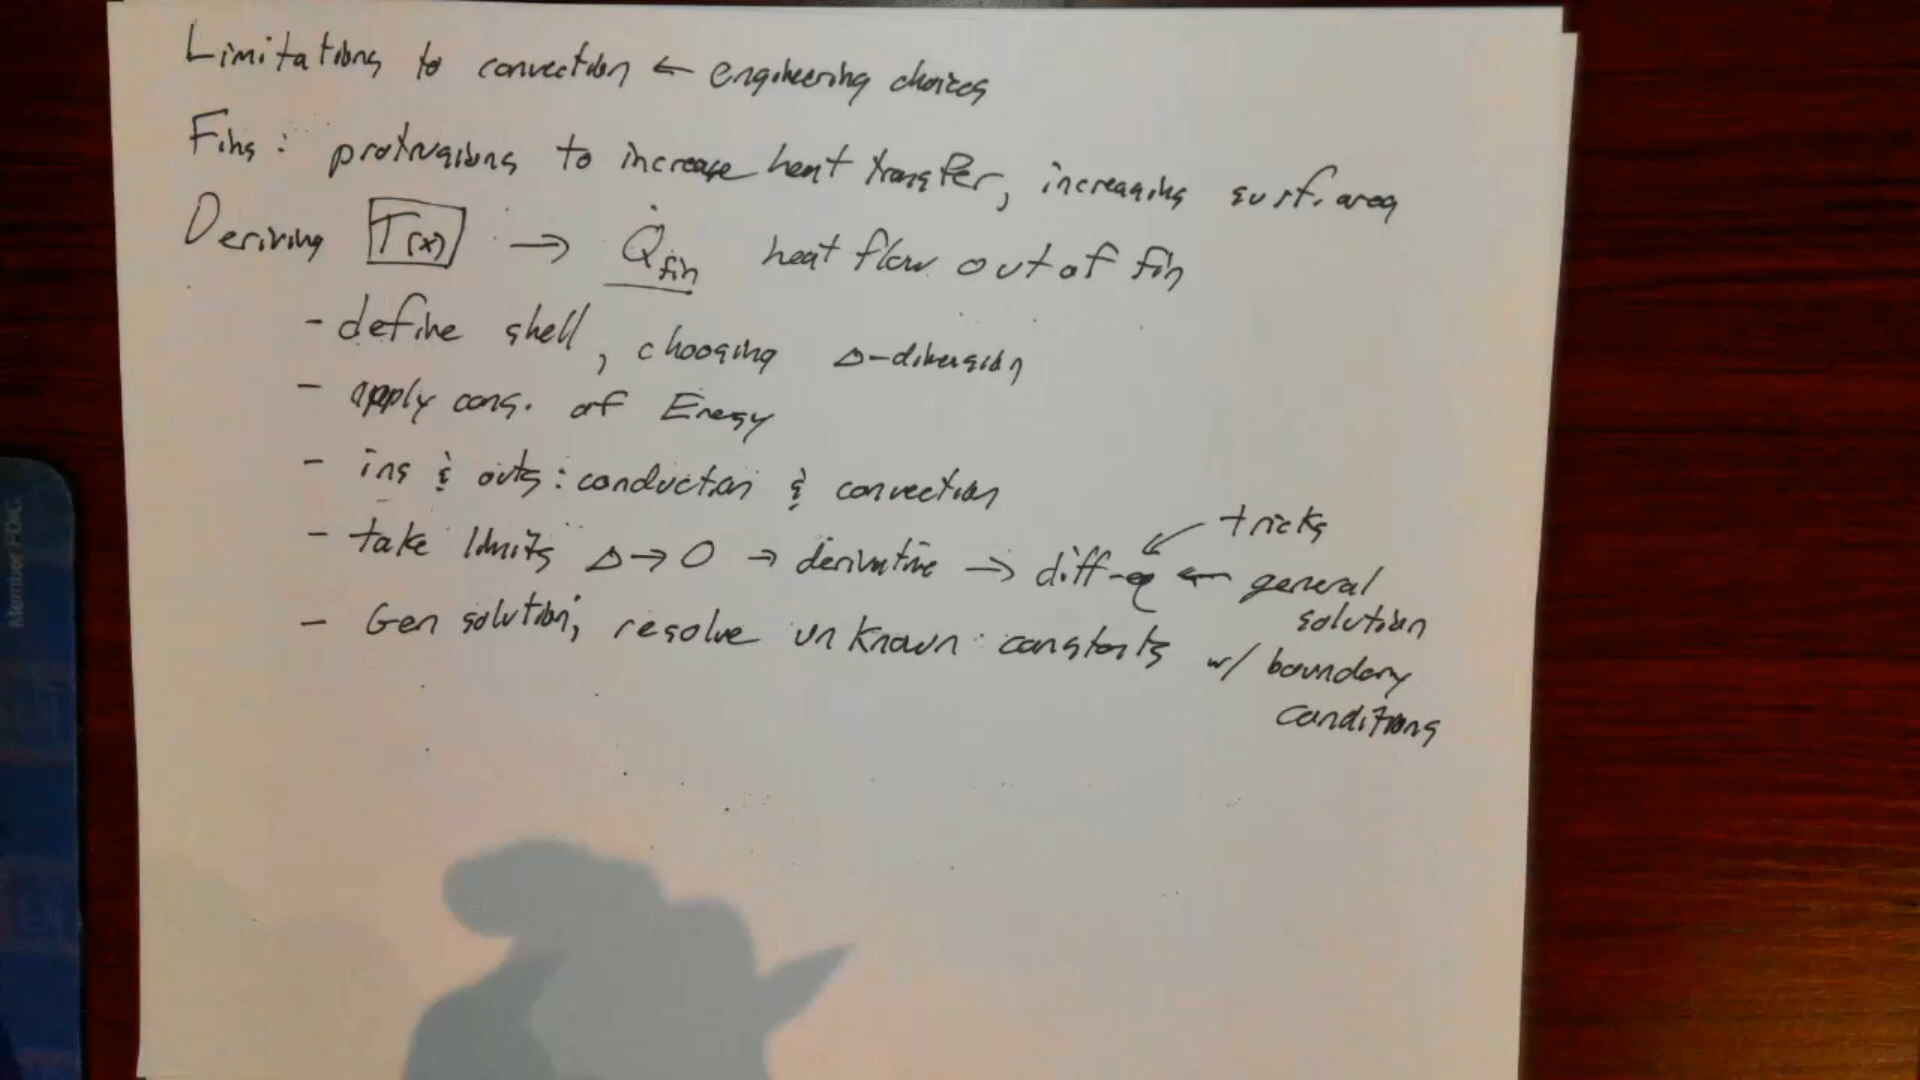 Limitations to convection ← engineering choices
Fins : protrusions to increase heat transfer, increasing surf. area
Deriving T(x) → Q̇fin heat flow out of fin
- define shell, choosing Δ-dimension
- apply cons. of Energy
- ins & outs : conduction & convection
- take limits Δ→0 → derivative → diff-eq ← tricks
← general solution
- Gen solution; resolve unknown constants w/ boundary conditions
Member FDIC